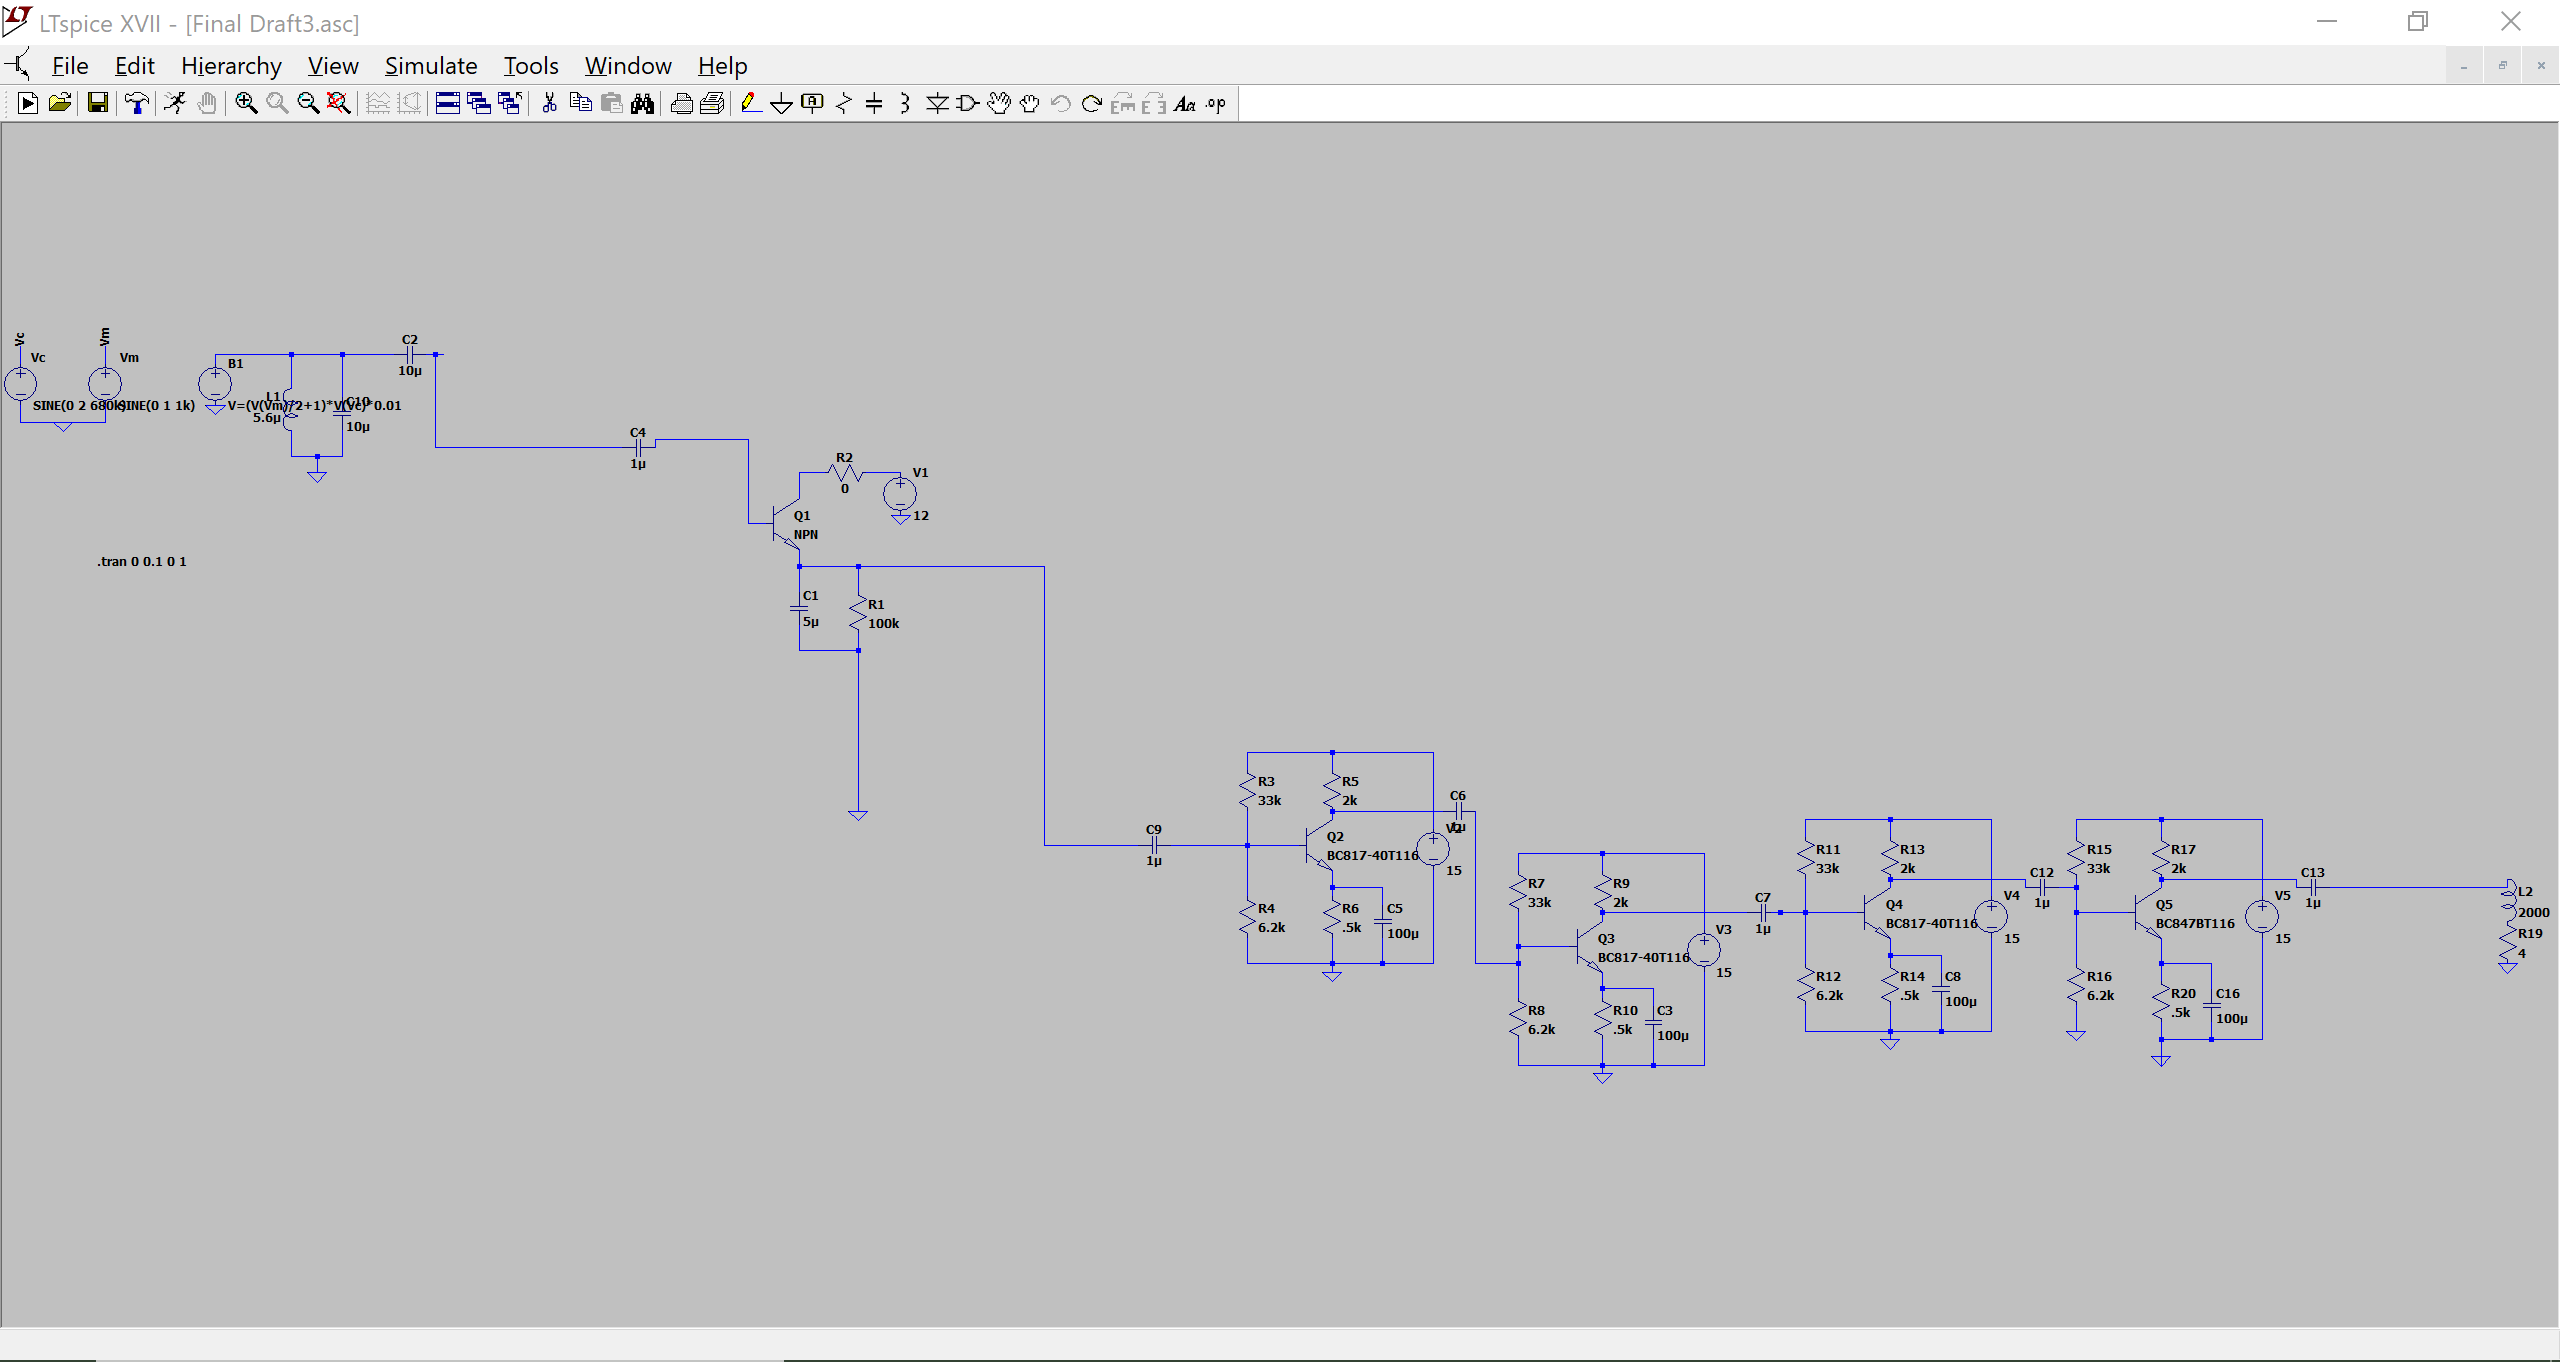 LTspice XVII - [Final Draft3.asc]
File Edit Hierarchy View Simulate Tools Window Help
Aa .op
Vc
Vc
SINE(0 2 680k)
Vm
Vm
SINE(0 1 1k)
B1
V=(V(Vm)/2+1)*V(Vc)*0.01
L1
5.6µ
C10
10µ
C2
10µ
.tran 0 0.1 0 1
C4
1µ
R2
0
V1
12
Q1
NPN
C1
5µ
R1
100k
C9
1µ
R3
33k
R5
2k
Q2
BC817-40T116
R4
6.2k
R6
.5k
C5
100µ
V2
15
C6
1µ
R7
33k
R9
2k
Q3
BC817-40T116
R8
6.2k
R10
.5k
C3
100µ
V3
15
C7
1µ
R11
33k
R13
2k
Q4
BC817-40T116
R12
6.2k
R14
.5k
C8
100µ
V4
15
C12
1µ
R15
33k
R17
2k
Q5
BC847BT116
R16
6.2k
R20
.5k
C16
100µ
V5
15
C13
1µ
L2
2000
R19
4